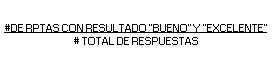 #DE RPTAS CON RESULTADO "BUENO" Y "EXCELENTE"
# TOTAL DE RESPUESTAS